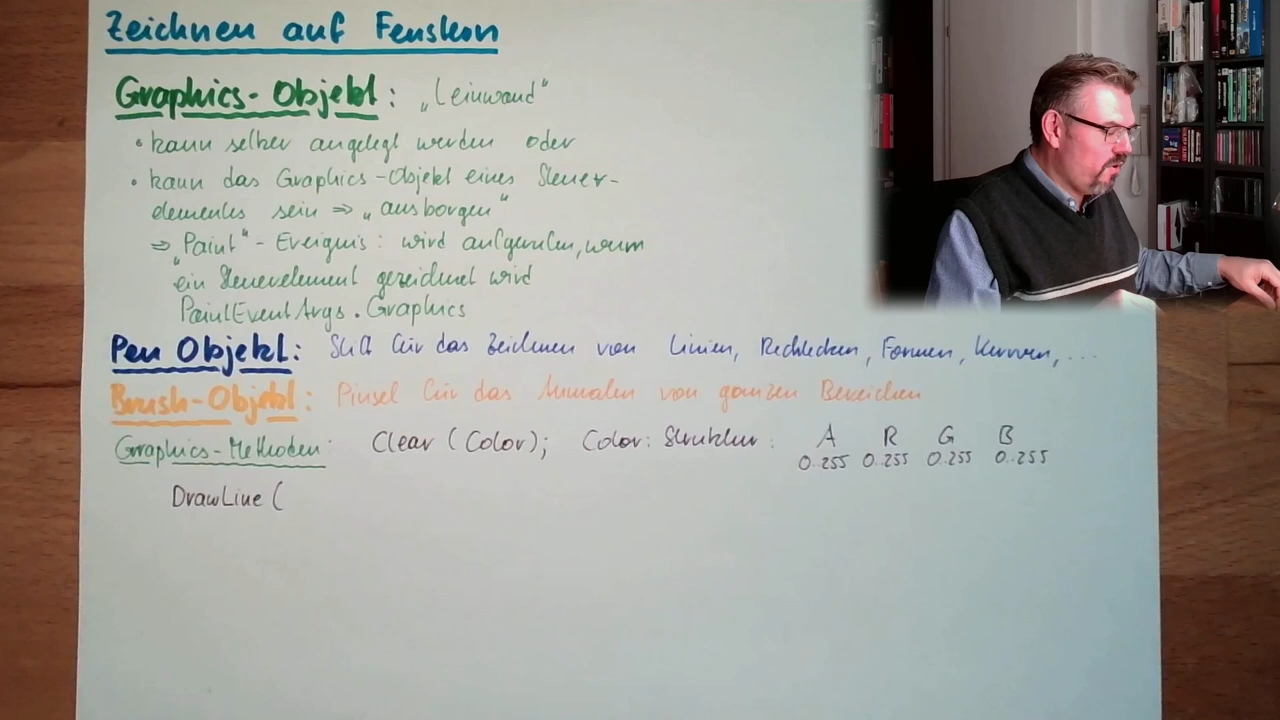 Zeichnen auf Fenstern
Graphics-Objekt: „Leinwand"
• kann selber angelegt werden oder
• kann das Graphics-Objekt eines Steuer-
elementes sein ⇒ „ausborgen"
⇒ „Paint"-Ereignis: wird aufgerufen, wenn
ein Steuerelement gezeichnet wird
PaintEventArgs.Graphics
Pen Objekt: Stift für das Zeichnen von Linien, Rechtecken, Formen, Kurven, ...
Brush-Objekt: Pinsel für das Ausmalen von ganzen Bereichen
Graphics-Methoden: Clear (Color); Color: Struktur: A R G B
0..255 0..255 0..255 0..255
DrawLine (